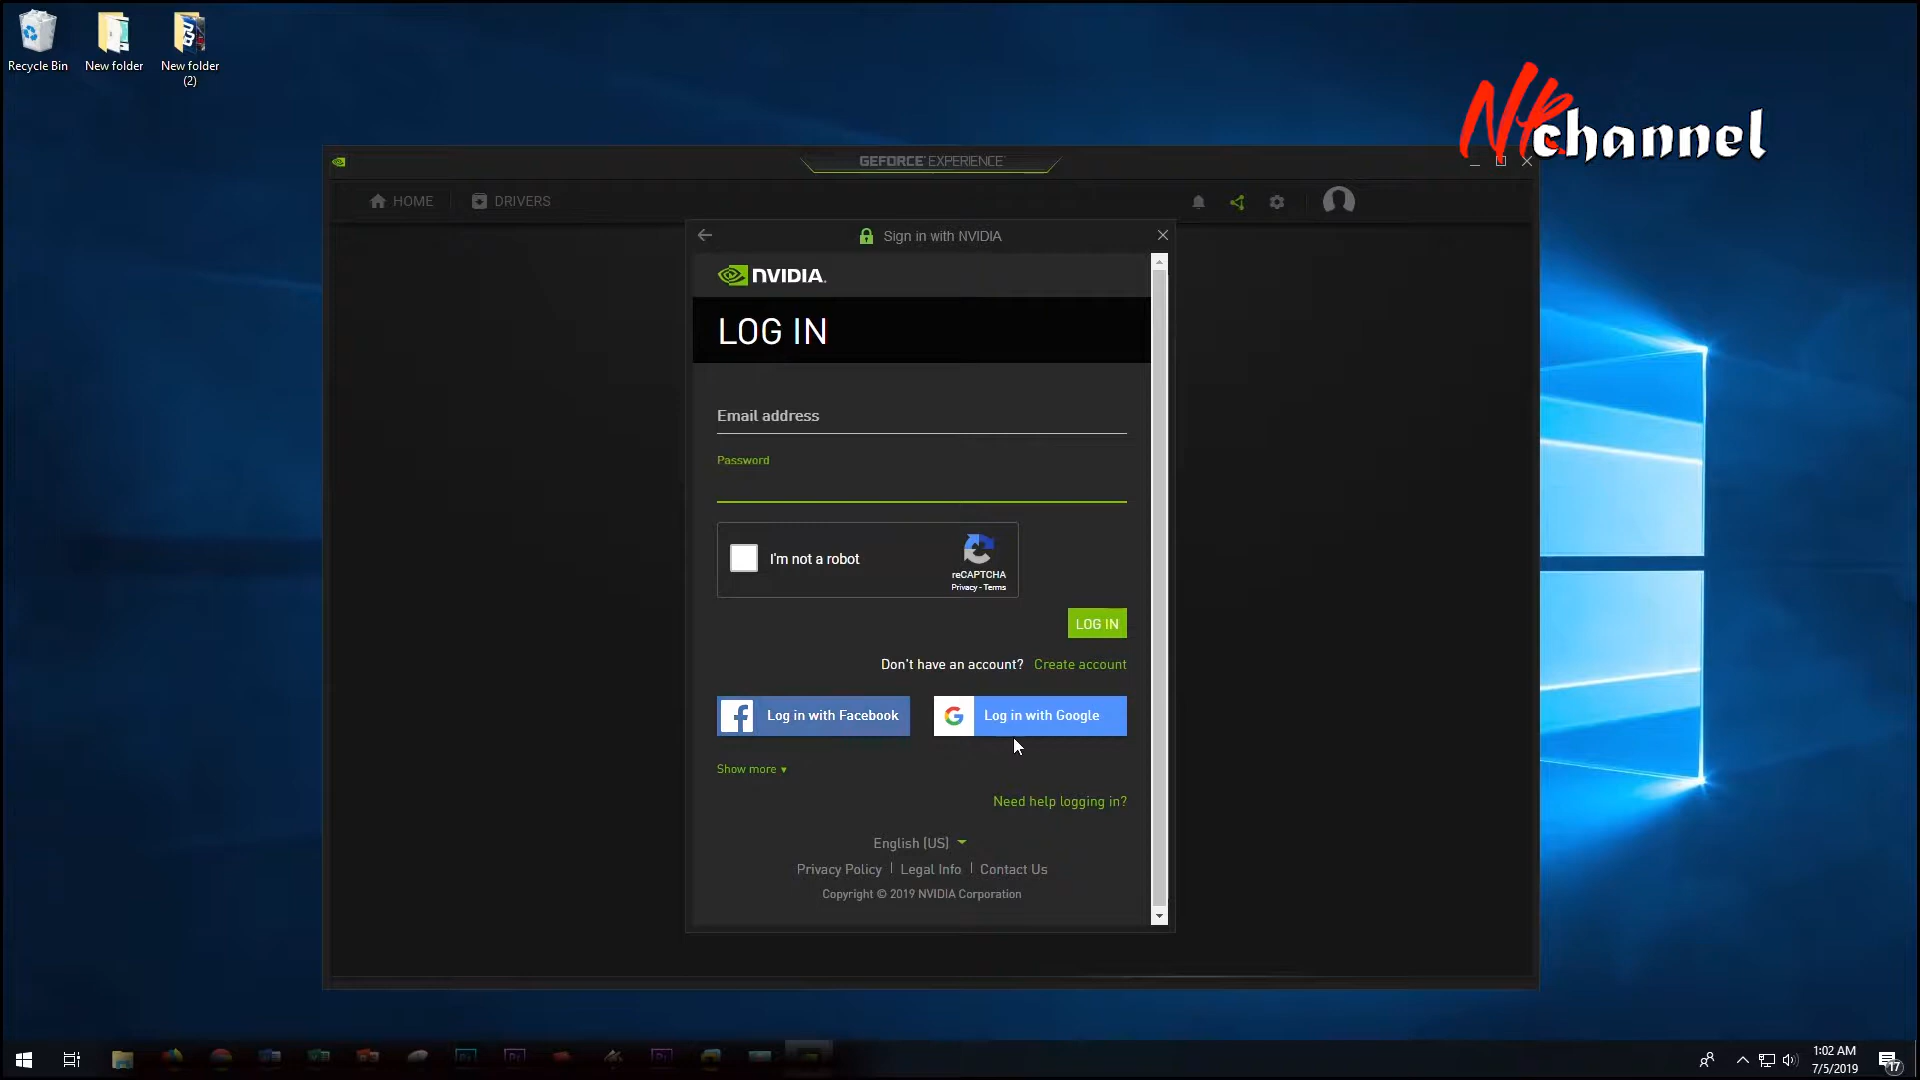 Recycle Bin
New folder
New folder
(2)
NR channel
GEFORCE EXPERIENCE
HOME
DRIVERS
Sign in with NVIDIA
NVIDIA.
LOG IN
Email address
Password
I'm not a robot
reCAPTCHA
Privacy - Terms
LOG IN
Don't have an account? Create account
Log in with Facebook
Log in with Google
Show more ▾
Need help logging in?
English (US)
Privacy Policy | Legal Info | Contact Us
Copyright © 2019 NVIDIA Corporation
1:02 AM
7/5/2019
17